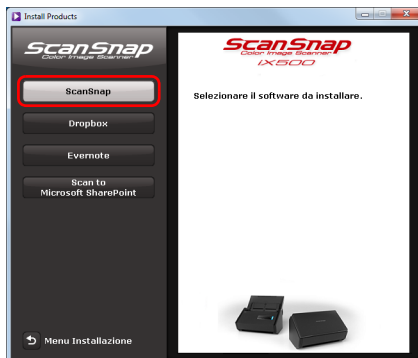 Install Products
ScanSnap
Color Image Scanner
ScanSnap
Dropbox
Evernote
Scan to
Microsoft SharePoint
Menu Installazione
ScanSnap
Color Image Scanner
iX500
Selezionare il software da installare.